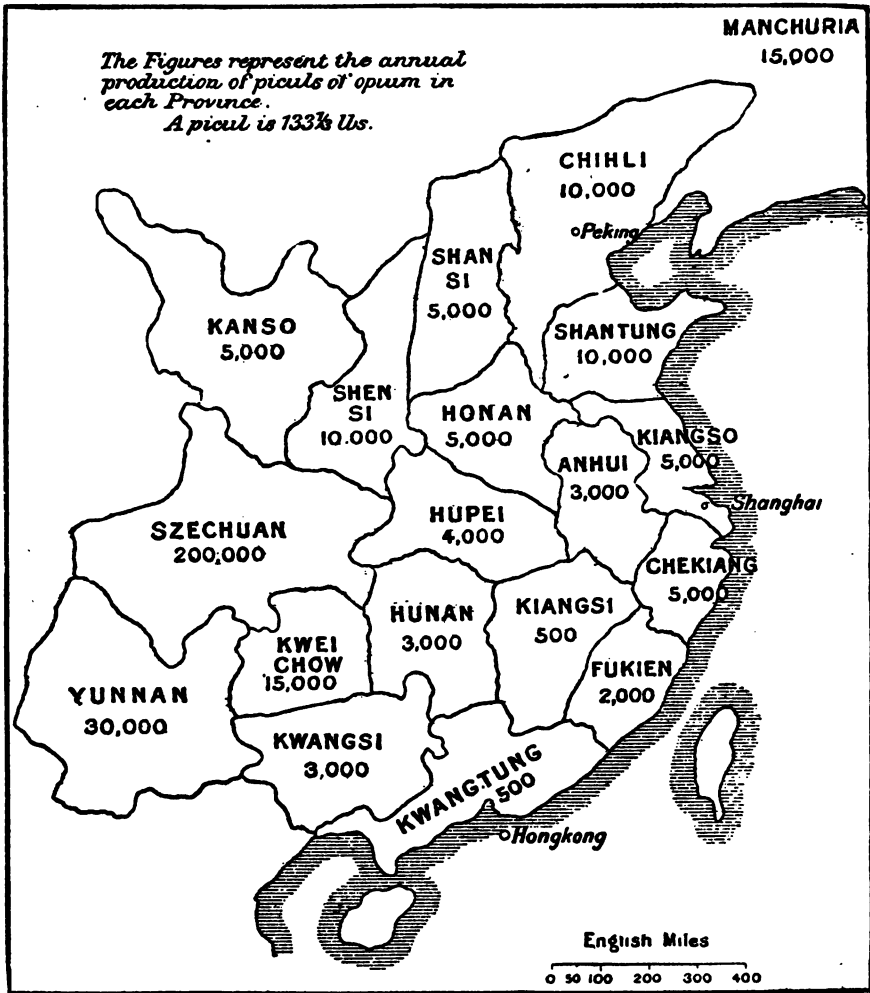 MANCHURIA
15,000
The Figures represent the annual
production of piculs of opium in
each Province.
A picul is 133⅓ lbs.
CHIHLI
10,000
Peking
SHAN
SI
5,000
KANSO
5,000
SHANTUNG
10,000
SHEN
SI
10.000
HONAN
5,000
KIANGSO
5,000
ANHUI
3,000
Shanghai
SZECHUAN
200,000
HUPEI
4,000
CHEKIANG
5,000
HUNAN
3,000
KIANGSI
500
KWEI
CHOW
15,000
FUKIEN
2,000
YUNNAN
30,000
KWANGSI
3,000
KWANGTUNG
500
Hongkong
English Miles
0 50 100 200 300 400